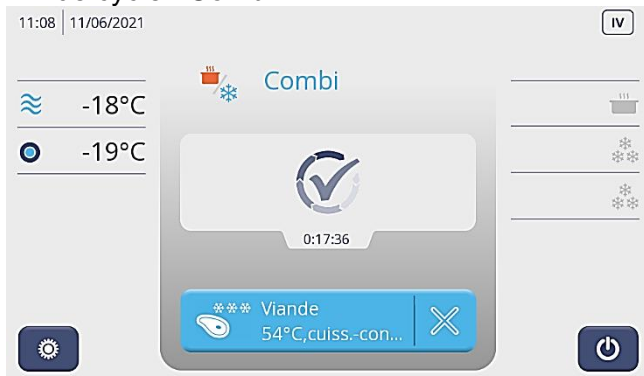 11:08 11/06/2021
IV
Combi
-18°C
-19°C
0:17:36
Viande
54°C,cuiss.-con...